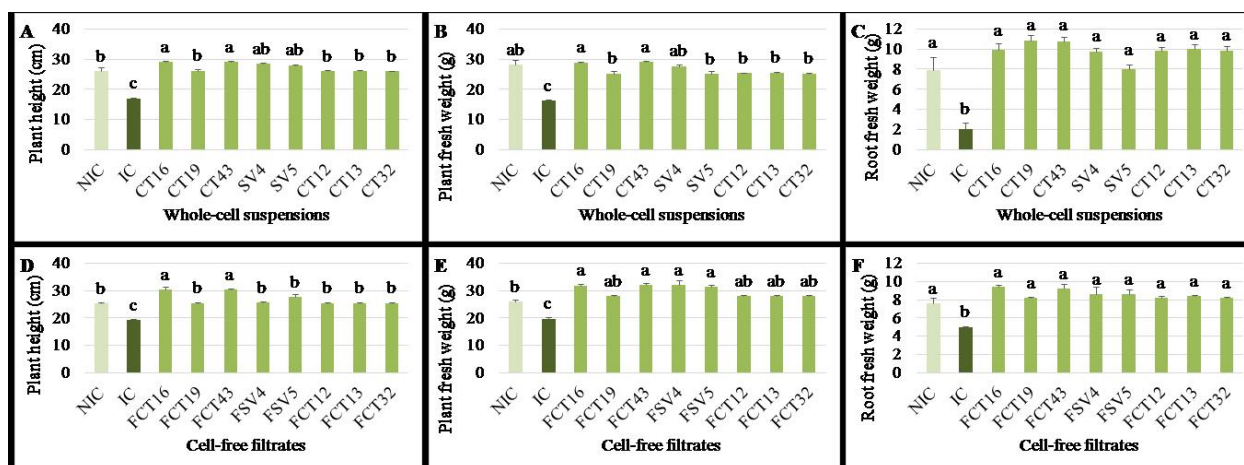 A
Plant height (cm)
40
30
20
10
0
b c a b a ab ab b b b
NIC IC CT16 CT19 CT43 SV4 SV5 CT12 CT13 CT32
Whole-cell suspensions
B
Plant fresh weight (g)
40
30
20
10
0
ab c a b a ab b b b b
NIC IC CT16 CT19 CT43 SV4 SV5 CT12 CT13 CT32
Whole-cell suspensions
C
Root fresh weight (g)
12
10
8
6
4
2
0
a b a a a a a a a a
NIC IC CT16 CT19 CT43 SV4 SV5 CT12 CT13 CT32
Whole-cell suspensions
D
Plant height (cm)
40
30
20
10
0
b c a b a b b b b b
NIC IC FCT16 FCT19 FCT43 FSV4 FSV5 FCT12 FCT13 FCT32
Cell-free filtrates
E
Plant fresh weight (g)
40
30
20
10
0
b c a ab a a a ab ab ab
NIC IC FCT16 FCT19 FCT43 FSV4 FSV5 FCT12 FCT13 FCT32
Cell-free filtrates
F
Root fresh weight (g)
12
10
8
6
4
2
0
a b a a a a a a a a
NIC IC FCT16 FCT19 FCT43 FSV4 FSV5 FCT12 FCT13 FCT32
Cell-free filtrates